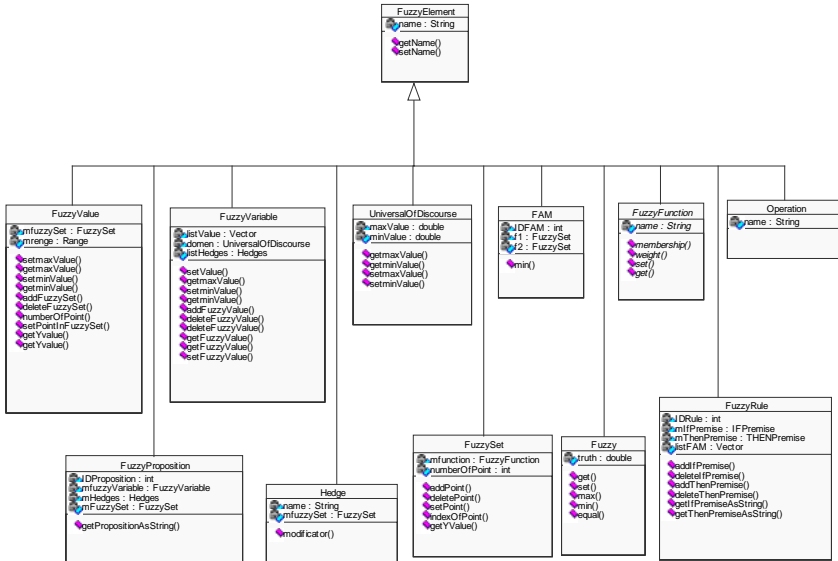 FuzzyElement
name : String
getName()
setName()
FuzzyValue
mfuzzySet : FuzzySet
mrenge : Range
setmaxValue()
getmaxValue()
setminValue()
getminValue()
addFuzzySet()
deleteFuzzySet()
numberOfPoint()
setPointInFuzzySet()
getYvalue()
getYvalue()
FuzzyVariable
listValue : Vector
domen : UniversalOfDiscourse
listHedges : Hedges
setValue()
getmaxValue()
setminValue()
getminValue()
addFuzzyValue()
deleteFuzzyValue()
deleteFuzzyValue()
getFuzzyValue()
getFuzzyValue()
setFuzzyValue()
UniversalOfDiscourse
maxValue : double
minValue : double
getmaxValue()
getminValue()
setmaxValue()
setminValue()
FAM
IDFAM : int
f1 : FuzzySet
f2 : FuzzySet
min()
FuzzyFunction
name : String
membership()
weight()
set()
get()
Operation
name : String
FuzzyProposition
IDProposition : int
mfuzzyVariable : FuzzyVariable
mHedges : Hedges
mFuzzySet : FuzzySet
getPropositionAsString()
Hedge
name : String
mfuzzySet : FuzzySet
modificator()
FuzzySet
mfunction : FuzzyFunction
numberOfPoint : int
addPoint()
deletePoint()
setPoint()
indexOfPoint()
getYValue()
Fuzzy
truth : double
get()
set()
max()
min()
equal()
FuzzyRule
IDRule : int
mIfPremise : IFPremise
mThenPremise : THENPremise
listFAM : Vector
addIfPremise()
deleteIfPremise()
addThenPremise()
deleteThenPremise()
getIfPremiseAsString()
getThenPremiseAsString()